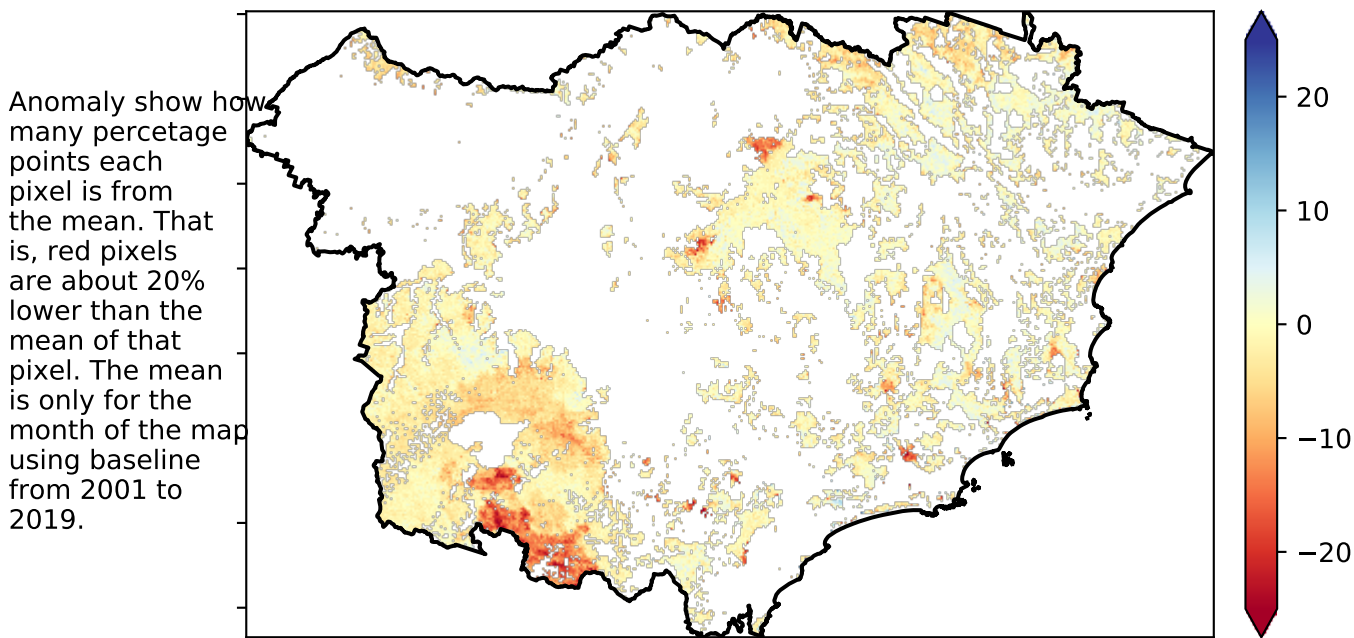 Anomaly show how
many percetage
points each
pixel is from
the mean. That
is, red pixels
are about 20%
lower than the
mean of that
pixel. The mean
is only for the
month of the map
using baseline
from 2001 to
2019.
20
10
0
−10
−20